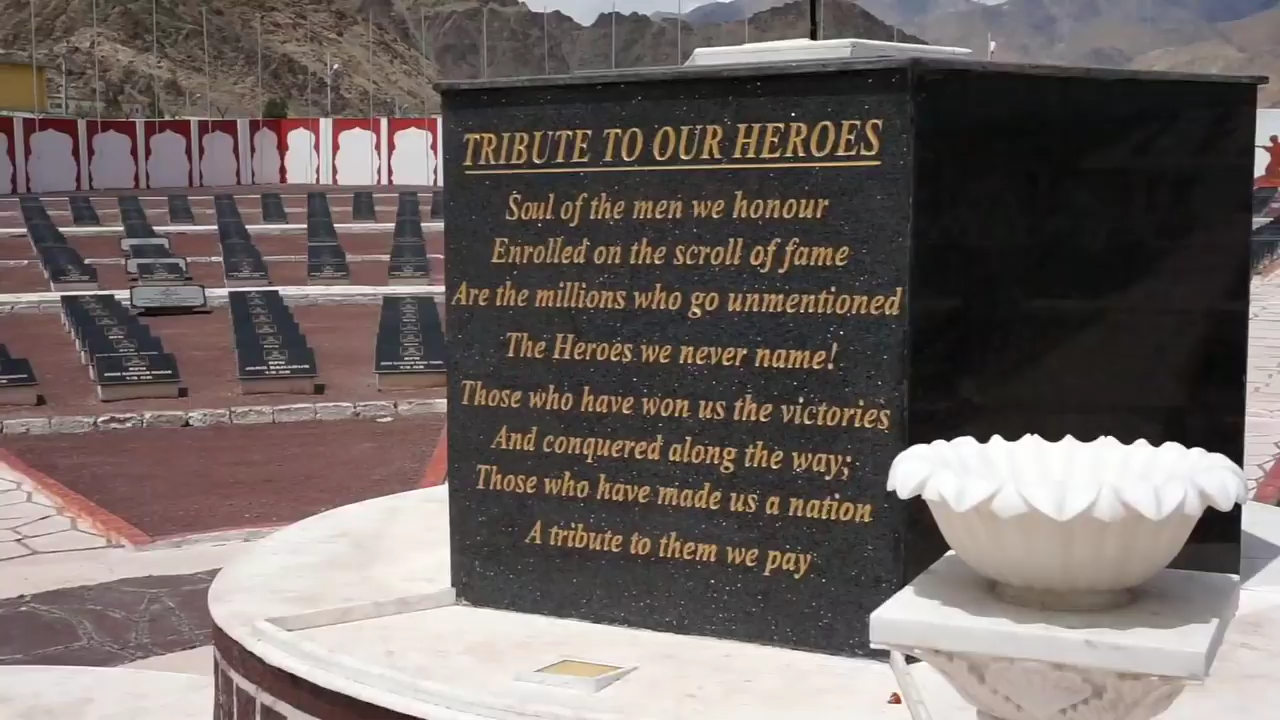 TRIBUTE TO OUR HEROES
Soul of the men we honour
Enrolled on the scroll of fame
Are the millions who go unmentioned
The Heroes we never name!
Those who have won us the victories
And conquered along the way;
Those who have made us a nation
A tribute to them we pay